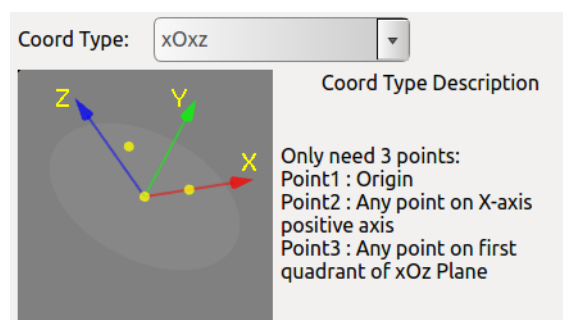 Coord Type: xOxz
Coord Type Description
Z
Y
X
Only need 3 points:
Point1 : Origin
Point2 : Any point on X-axis
positive axis
Point3 : Any point on first
quadrant of xOz Plane